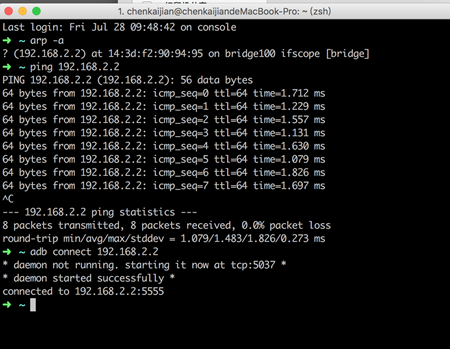 1. chenkaijian@chenkaijiandeMacBook-Pro: ~ (zsh)
Last login: Fri Jul 28 09:48:42 on console
➜ ~ arp -a
? (192.168.2.2) at 14:3d:f2:90:94:95 on bridge100 ifscope [bridge]
➜ ~ ping 192.168.2.2
PING 192.168.2.2 (192.168.2.2): 56 data bytes
64 bytes from 192.168.2.2: icmp_seq=0 ttl=64 time=1.712 ms
64 bytes from 192.168.2.2: icmp_seq=1 ttl=64 time=1.229 ms
64 bytes from 192.168.2.2: icmp_seq=2 ttl=64 time=1.557 ms
64 bytes from 192.168.2.2: icmp_seq=3 ttl=64 time=1.131 ms
64 bytes from 192.168.2.2: icmp_seq=4 ttl=64 time=1.630 ms
64 bytes from 192.168.2.2: icmp_seq=5 ttl=64 time=1.079 ms
64 bytes from 192.168.2.2: icmp_seq=6 ttl=64 time=1.826 ms
64 bytes from 192.168.2.2: icmp_seq=7 ttl=64 time=1.697 ms
^C
--- 192.168.2.2 ping statistics ---
8 packets transmitted, 8 packets received, 0.0% packet loss
round-trip min/avg/max/stddev = 1.079/1.483/1.826/0.273 ms
➜ ~ adb connect 192.168.2.2
* daemon not running. starting it now at tcp:5037 *
* daemon started successfully *
connected to 192.168.2.2:5555
➜ ~